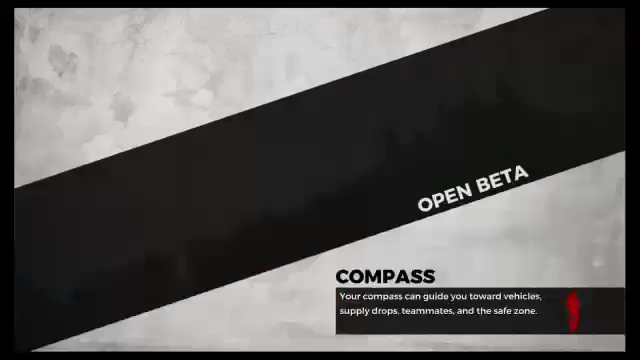 OPEN BETA
COMPASS
Your compass can guide you toward vehicles,
supply drops, teammates, and the safe zone.